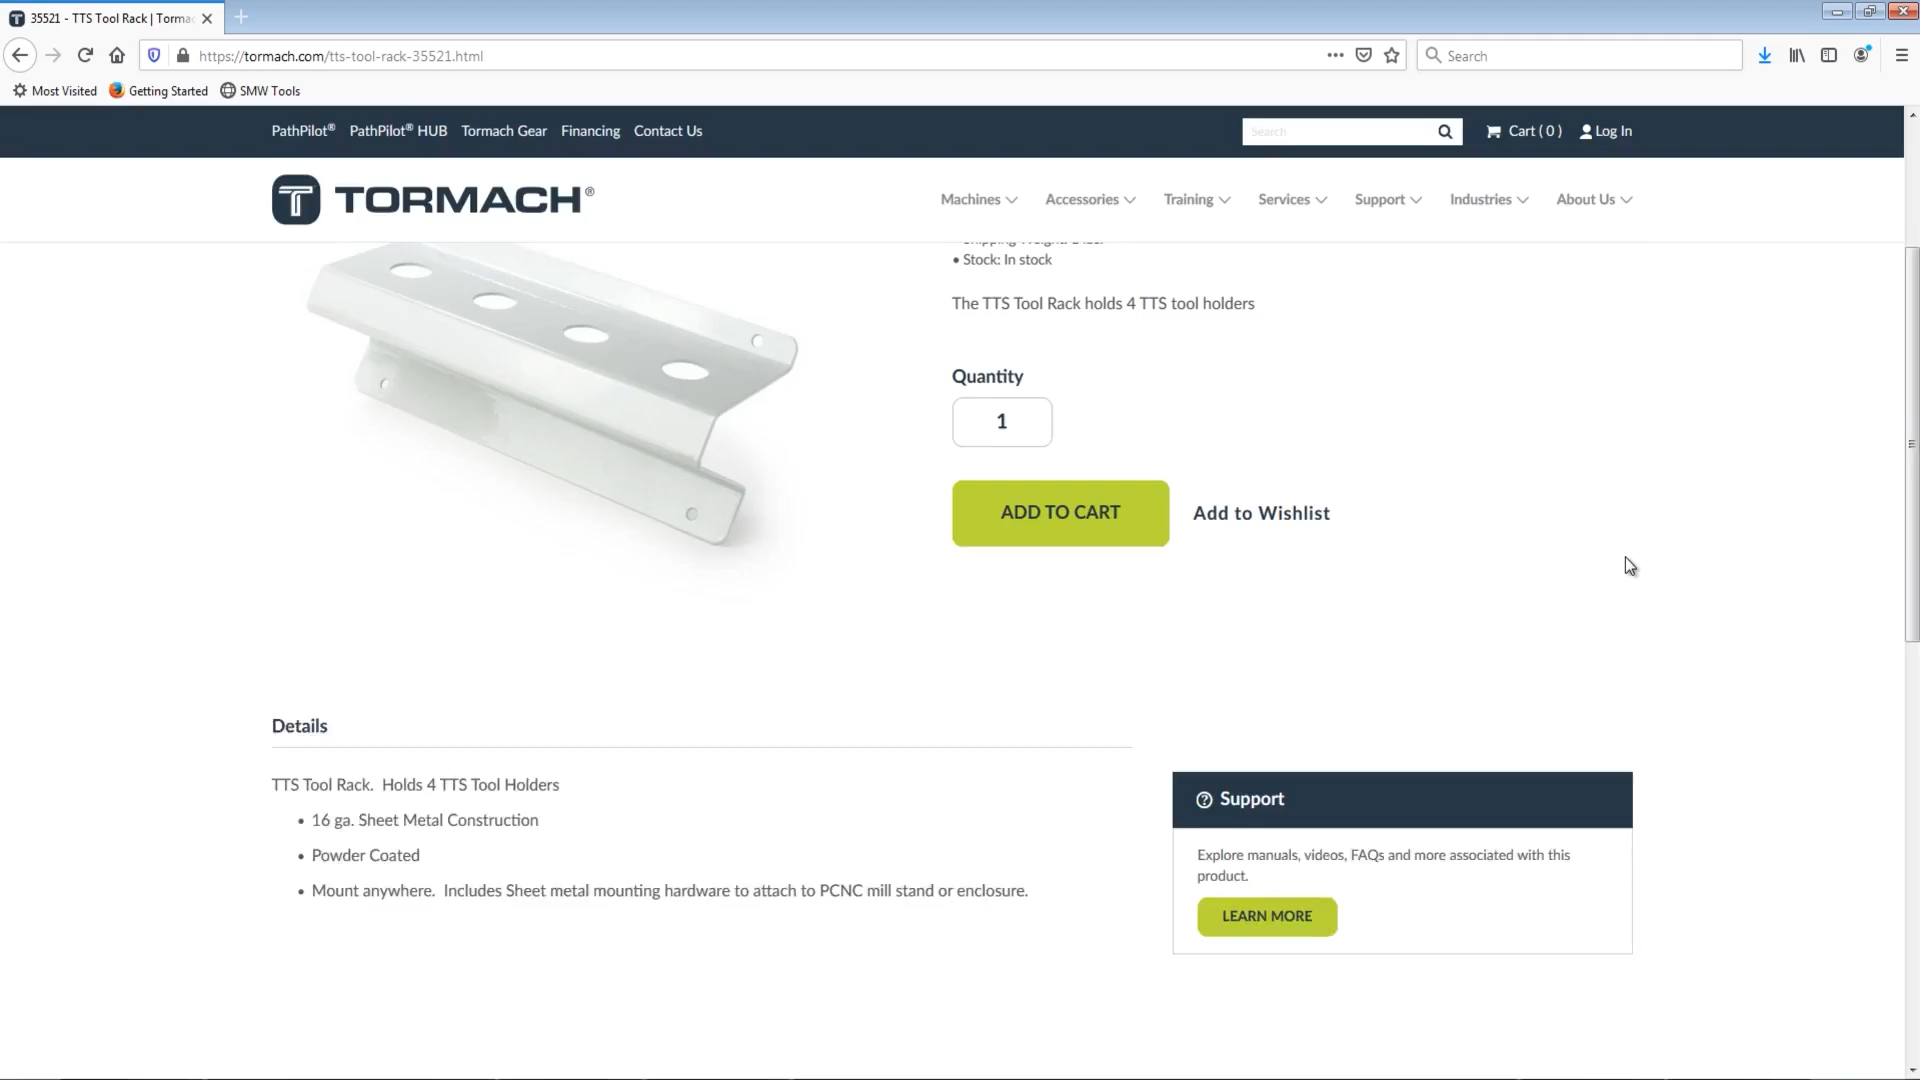 35521 - TTS Tool Rack | Torma
https://tormach.com/tts-tool-rack-35521.html
Search
Most Visited
Getting Started
SMW Tools
PathPilot® PathPilot® HUB Tormach Gear Financing Contact Us
Search
Cart ( 0 )
Log In
TORMACH®
Machines Accessories Training Services Support Industries About Us
• Stock: In stock
The TTS Tool Rack holds 4 TTS tool holders
Quantity
1
ADD TO CART
Add to Wishlist
Details
TTS Tool Rack. Holds 4 TTS Tool Holders
• 16 ga. Sheet Metal Construction
• Powder Coated
• Mount anywhere. Includes Sheet metal mounting hardware to attach to PCNC mill stand or enclosure.
Support
Explore manuals, videos, FAQs and more associated with this
product.
LEARN MORE